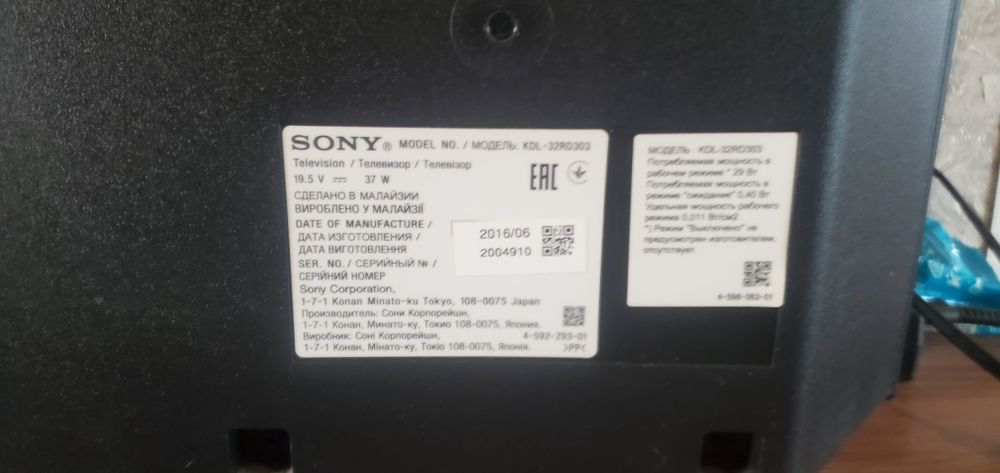 SONY® MODEL NO. / МОДЕЛЬ: KDL-32RD303
Television / Телевизор / Телевізор
19.5 V ⎓ 37 W
EAC
СДЕЛАНО В МАЛАЙЗИИ
ВИРОБЛЕНО У МАЛАЙЗІЇ
DATE OF MANUFACTURE /
ДАТА ИЗГОТОВЛЕНИЯ /
ДАТА ВИГОТОВЛЕННЯ
2016/06
SER. NO. / СЕРИЙНЫЙ № /
СЕРІЙНИЙ НОМЕР
2004910
Sony Corporation,
1-7-1 Konan Minato-ku Tokyo, 108-0075 Japan
Производитель: Сони Корпорейшн,
1-7-1 Конан, Минато-ку, Токио 108-0075, Япония.
Виробник: Соні Корпорейшн,
4-592-293-01
1-7-1 Конан, Мінато-ку, Токіо 108-0075, Японія.
>PP<
МОДЕЛЬ : KDL-32RD303
Потребляемая мощность в
рабочем режиме * 29 Вт
Потребляемая мощность в
режиме "ожидание" 0,40 Вт
Удельная мощность рабочего
режима 0,011 Вт/см2
*) Режим "Выключено" не
предусмотрен изготовителем,
отсутствует.
4-598-063-01